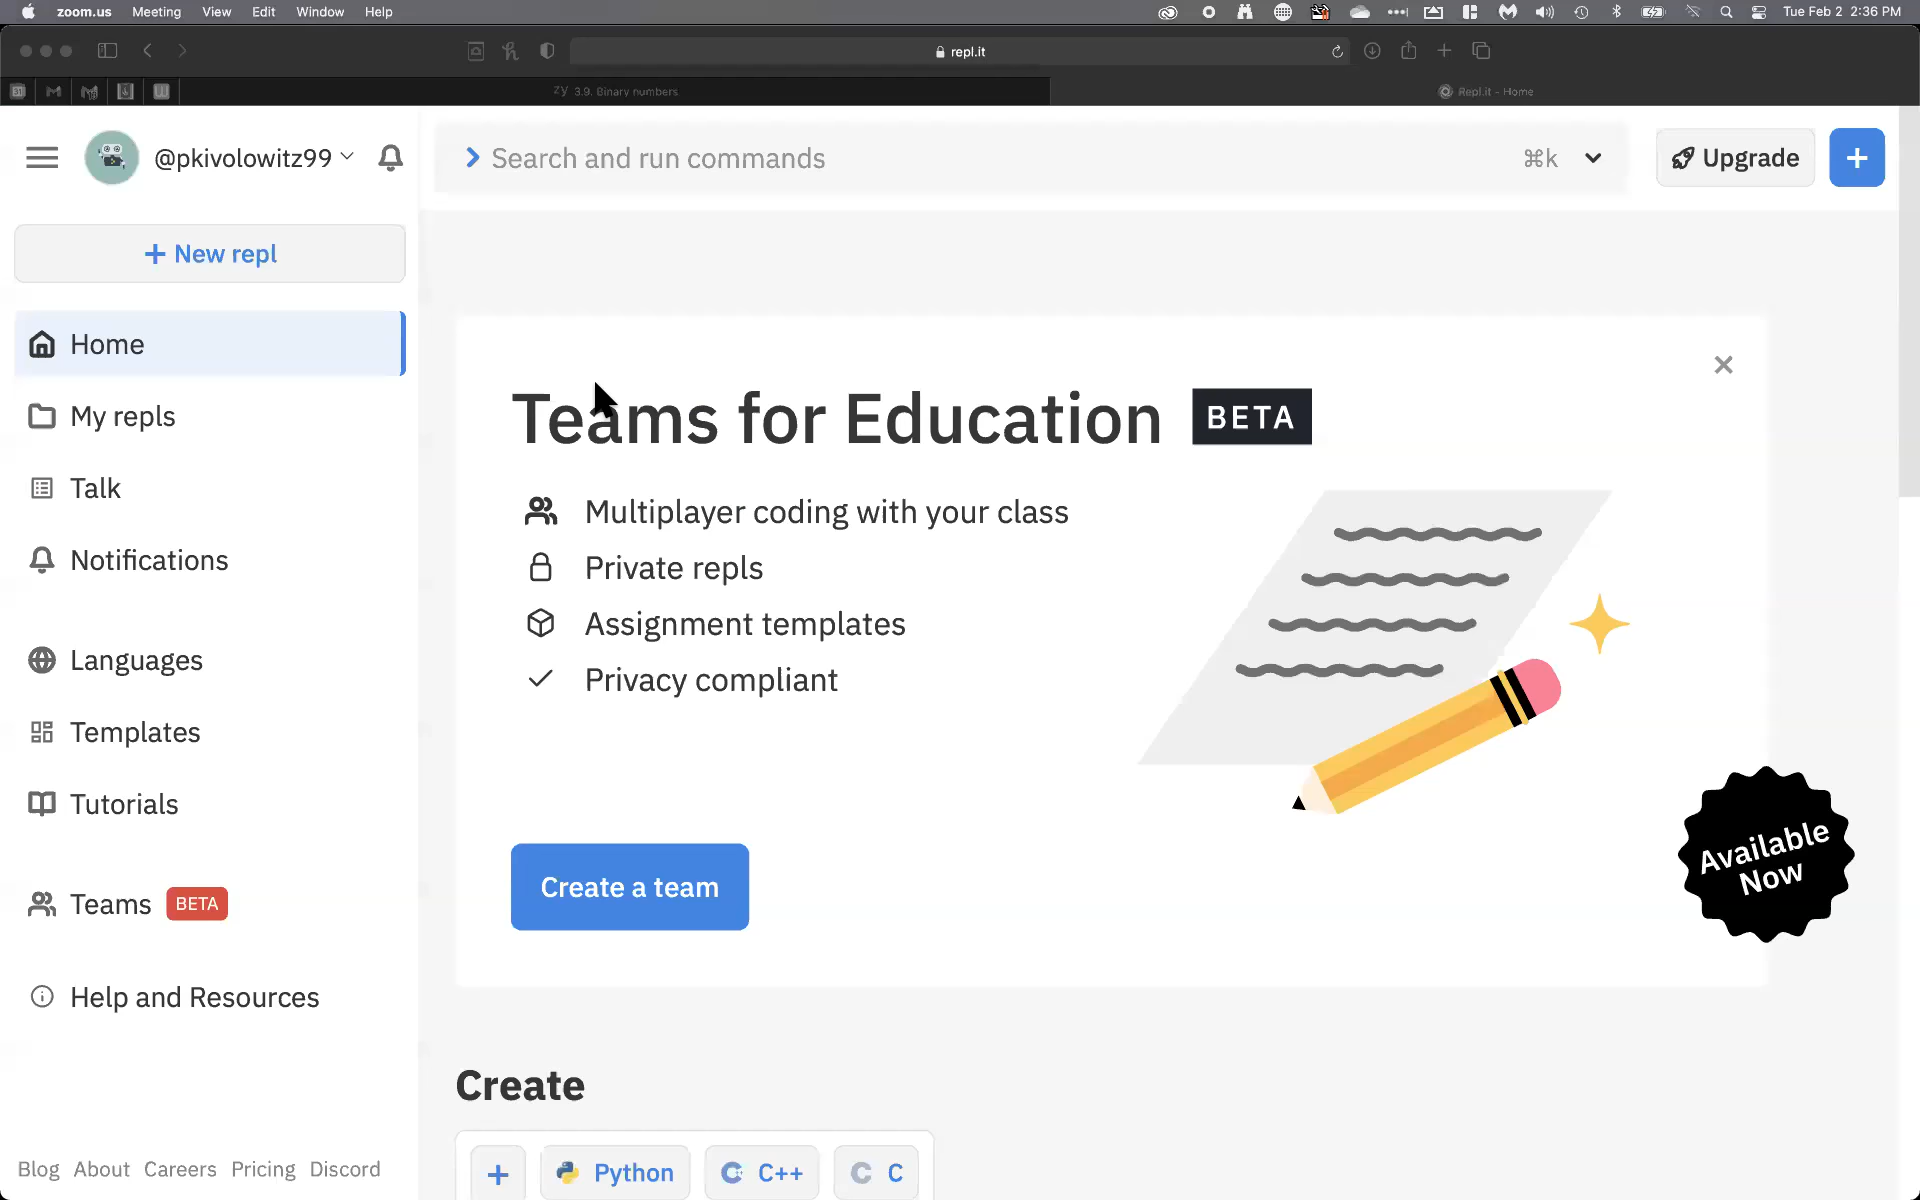 zoom.us Meeting View Edit Window Help
Tue Feb 2 2:36 PM
repl.it
zy 3.9. Binary numbers
Repl.it - Home
@pkivolowitz99
Search and run commands
⌘k
Upgrade
+ New repl
Home
My repls
Talk
Notifications
Languages
Templates
Tutorials
Teams BETA
Help and Resources
Blog About Careers Pricing Discord
Teams for Education BETA
Multiplayer coding with your class
Private repls
Assignment templates
Privacy compliant
Create a team
Available
Now
Create
+ Python C++ C